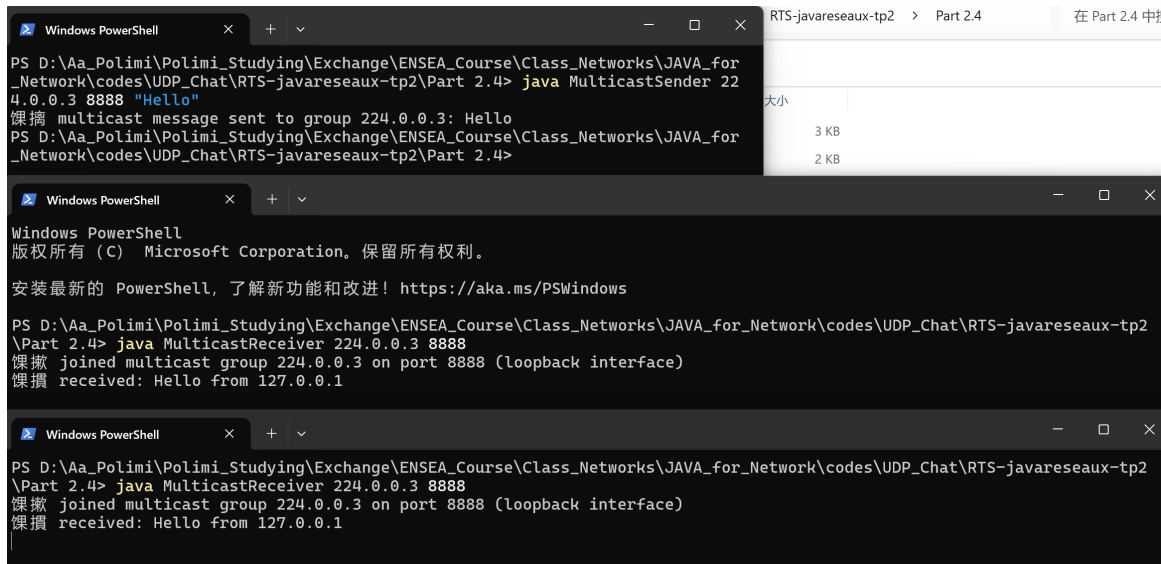 Windows PowerShell
RTS-javareseaux-tp2 > Part 2.4
在 Part 2.4 中
PS D:\Aa_Polimi\Polimi_Studying\Exchange\ENSEA_Course\Class_Networks\JAVA_for
_Network\codes\UDP_Chat\RTS-javareseaux-tp2\Part 2.4> java MulticastSender 22
4.0.0.3 8888 "Hello"
馃摛 multicast message sent to group 224.0.0.3: Hello
PS D:\Aa_Polimi\Polimi_Studying\Exchange\ENSEA_Course\Class_Networks\JAVA_for
_Network\codes\UDP_Chat\RTS-javareseaux-tp2\Part 2.4>
大小
3 KB
2 KB
Windows PowerShell
Windows PowerShell
版权所有 (C) Microsoft Corporation。保留所有权利。
安装最新的 PowerShell，了解新功能和改进！https://aka.ms/PSWindows
PS D:\Aa_Polimi\Polimi_Studying\Exchange\ENSEA_Course\Class_Networks\JAVA_for_Network\codes\UDP_Chat\RTS-javareseaux-tp2
\Part 2.4> java MulticastReceiver 224.0.0.3 8888
馃摗 joined multicast group 224.0.0.3 on port 8888 (loopback interface)
馃摜 received: Hello from 127.0.0.1
Windows PowerShell
PS D:\Aa_Polimi\Polimi_Studying\Exchange\ENSEA_Course\Class_Networks\JAVA_for_Network\codes\UDP_Chat\RTS-javareseaux-tp2
\Part 2.4> java MulticastReceiver 224.0.0.3 8888
馃摗 joined multicast group 224.0.0.3 on port 8888 (loopback interface)
馃摜 received: Hello from 127.0.0.1